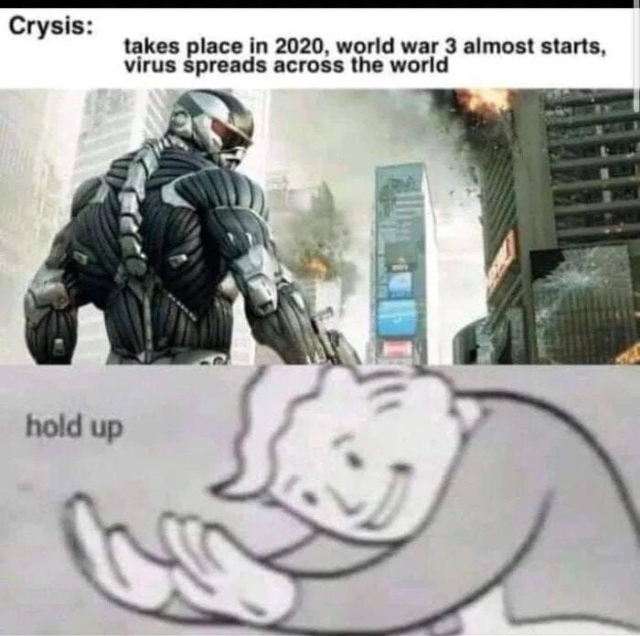 Crysis:
takes place in 2020, world war 3 almost starts,
virus spreads across the world
hold up